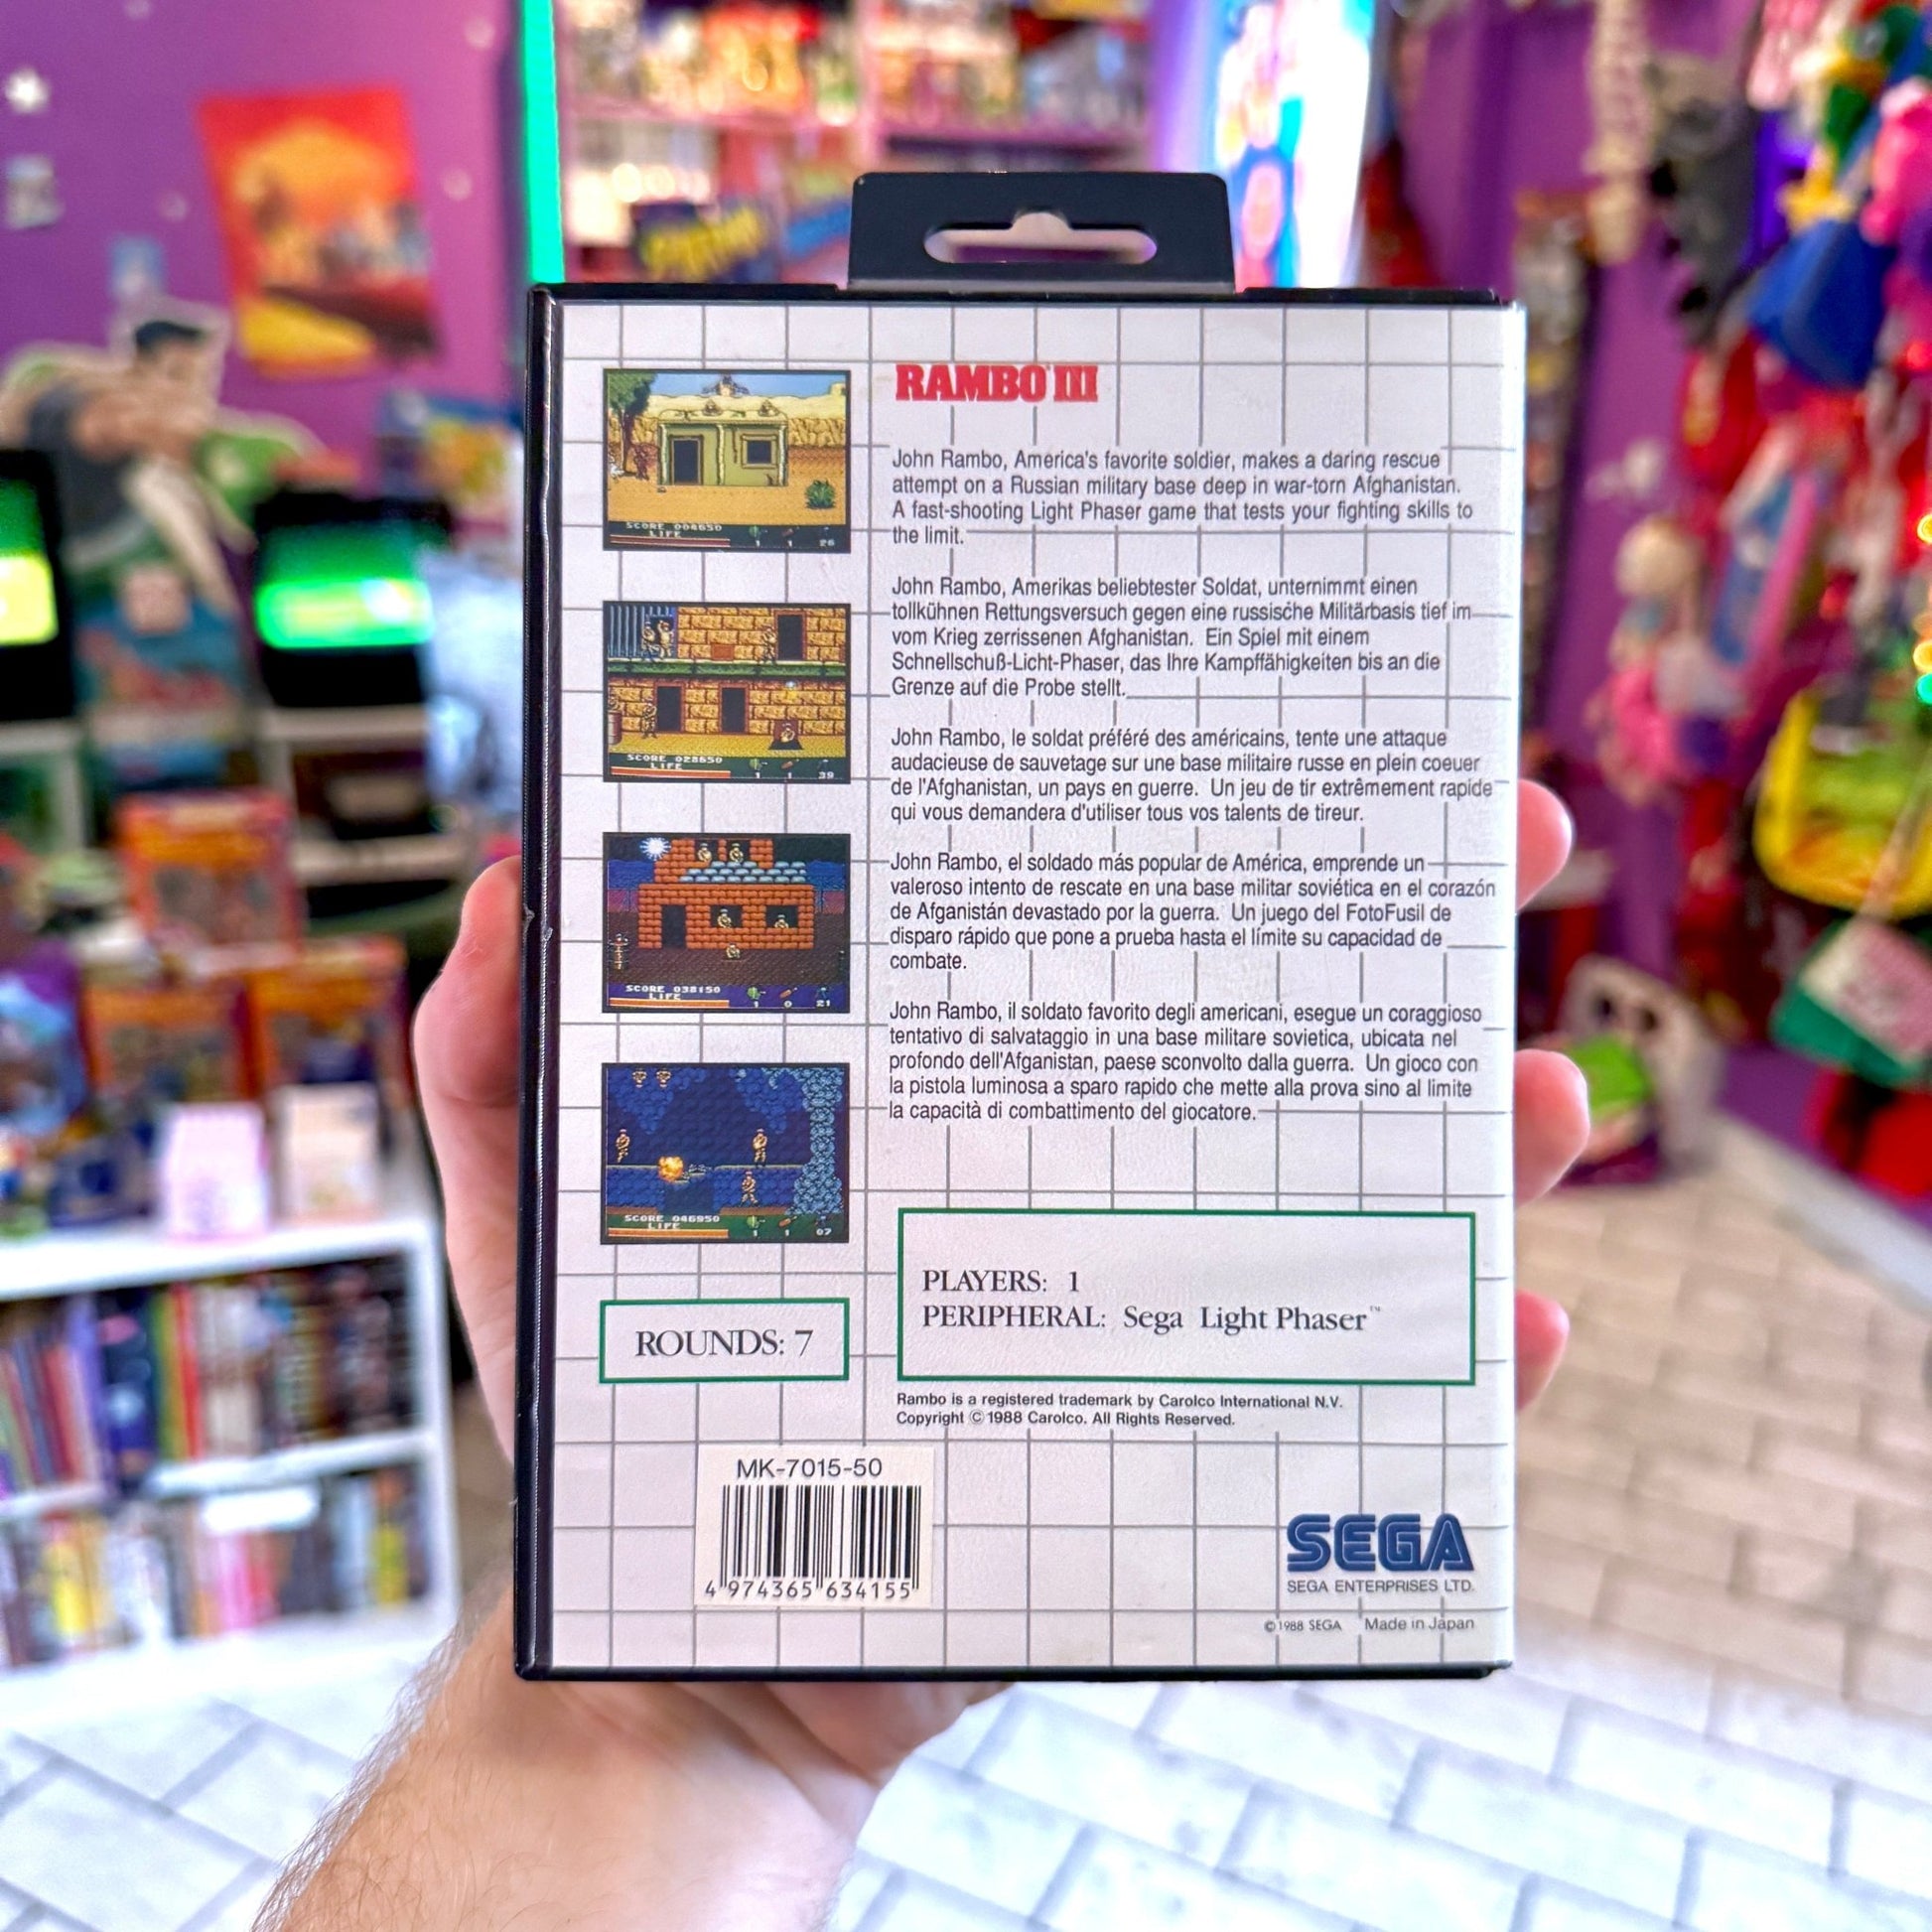 RAMBO III
John Rambo, America's favorite soldier, makes a daring rescue
attempt on a Russian military base deep in war-torn Afghanistan.
A fast-shooting Light Phaser game that tests your fighting skills to
the limit.
John Rambo, Amerikas beliebtester Soldat, unternimmt einen
tollkühnen Rettungsversuch gegen eine russische Militärbasis tief im
vom Krieg zerrissenen Afghanistan. Ein Spiel mit einem
Schnellschuß-Licht-Phaser, das Ihre Kampffähigkeiten bis an die
Grenze auf die Probe stellt.
John Rambo, le soldat préféré des américains, tente une attaque
audacieuse de sauvetage sur une base militaire russe en plein coeuer
de l'Afghanistan, un pays en guerre. Un jeu de tir extrêmement rapide
qui vous demandera d'utiliser tous vos talents de tireur.
John Rambo, el soldado más popular de América, emprende un
valeroso intento de rescate en una base militar soviética en el corazón
de Afganistán devastado por la guerra. Un juego del FotoFusil de
disparo rápido que pone a prueba hasta el límite su capacidad de
combate.
John Rambo, il soldato favorito degli americani, esegue un coraggioso
tentativo di salvataggio in una base militare sovietica, ubicata nel
profondo dell'Afganistan, paese sconvolto dalla guerra. Un gioco con
la pistola luminosa a sparo rapido che mette alla prova sino al limite
la capacità di combattimento del giocatore.
SCORE 004650
LIFE 1 1 26
SCORE 028650
LIFE 1 1 39
SCORE 038150
LIFE 1 0 21
SCORE 046950
LIFE 1 1 07
ROUNDS: 7
PLAYERS: 1
PERIPHERAL: Sega Light Phaser™
Rambo is a registered trademark by Carolco International N.V.
Copyright © 1988 Carolco. All Rights Reserved.
MK-7015-50
4 974365 634155
SEGA
SEGA ENTERPRISES LTD.
©1988 SEGA Made in Japan